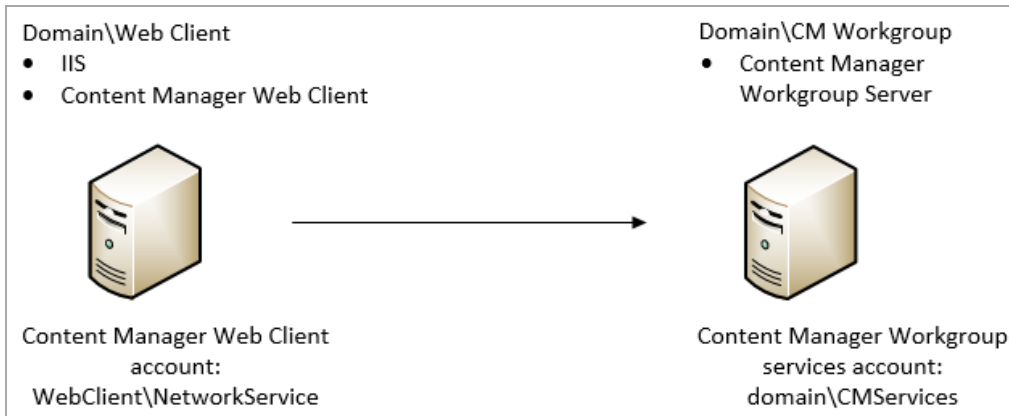 Domain\Web Client
• IIS
• Content Manager Web Client
Domain\CM Workgroup
• Content Manager
Workgroup Server
Content Manager Web Client
account:
WebClient\NetworkService
Content Manager Workgroup
services account:
domain\CMServices